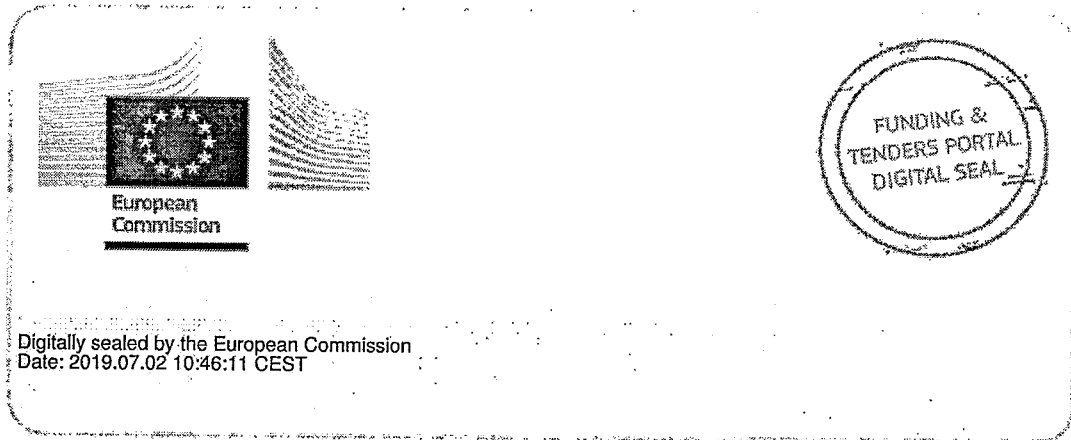 European
Commission
FUNDING &
TENDERS PORTAL
DIGITAL SEAL
Digitally sealed by the European Commission
Date: 2019.07.02 10:46:11 CEST